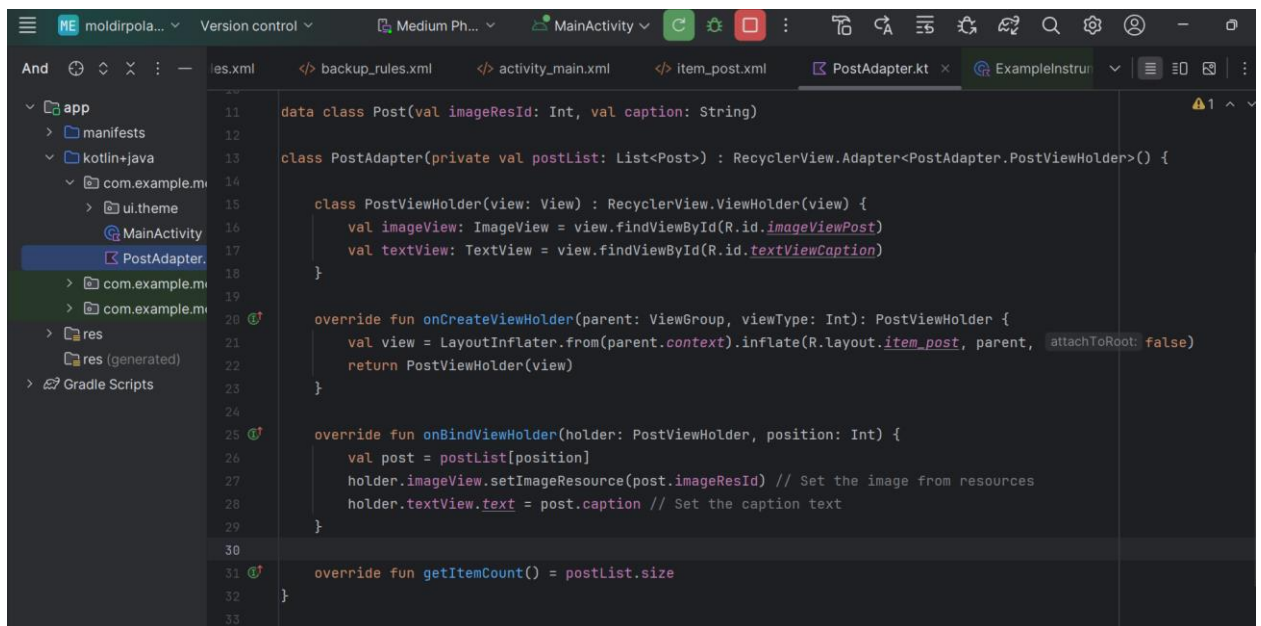 ME moldirpola... Version control Medium Ph... MainActivity
And ies.xml backup_rules.xml activity_main.xml item_post.xml PostAdapter.kt ExampleInstrun
app
manifests
kotlin+java
com.example.m
ui.theme
MainActivity
PostAdapter.
com.example.m
com.example.m
res
res (generated)
Gradle Scripts
1
11 data class Post(val imageResId: Int, val caption: String)
12
13 class PostAdapter(private val postList: List<Post>) : RecyclerView.Adapter<PostAdapter.PostViewHolder>() {
14
15 class PostViewHolder(view: View) : RecyclerView.ViewHolder(view) {
16 val imageView: ImageView = view.findViewById(R.id.imageViewPost)
17 val textView: TextView = view.findViewById(R.id.textViewCaption)
18 }
19
20 override fun onCreateViewHolder(parent: ViewGroup, viewType: Int): PostViewHolder {
21 val view = LayoutInflater.from(parent.context).inflate(R.layout.item_post, parent, attachToRoot: false)
22 return PostViewHolder(view)
23 }
24
25 override fun onBindViewHolder(holder: PostViewHolder, position: Int) {
26 val post = postList[position]
27 holder.imageView.setImageResource(post.imageResId) // Set the image from resources
28 holder.textView.text = post.caption // Set the caption text
29 }
30
31 override fun getItemCount() = postList.size
32 }
33